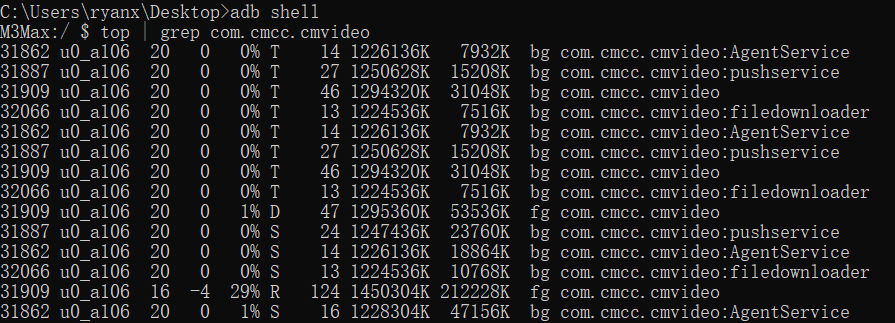 C:\Users\ryanx\Desktop>adb shell
M3Max:/ $ top | grep com.cmcc.cmvideo
31862 u0_a106  20   0   0% T    14 1226136K   7932K  bg com.cmcc.cmvideo:AgentService
31887 u0_a106  20   0   0% T    27 1250628K  15208K  bg com.cmcc.cmvideo:pushservice
31909 u0_a106  20   0   0% T    46 1294320K  31048K  bg com.cmcc.cmvideo
32066 u0_a106  20   0   0% T    13 1224536K   7516K  bg com.cmcc.cmvideo:filedownloader
31862 u0_a106  20   0   0% T    14 1226136K   7932K  bg com.cmcc.cmvideo:AgentService
31887 u0_a106  20   0   0% T    27 1250628K  15208K  bg com.cmcc.cmvideo:pushservice
31909 u0_a106  20   0   0% T    46 1294320K  31048K  bg com.cmcc.cmvideo
32066 u0_a106  20   0   0% T    13 1224536K   7516K  bg com.cmcc.cmvideo:filedownloader
31909 u0_a106  20   0   1% D    47 1295360K  53536K  fg com.cmcc.cmvideo
31887 u0_a106  20   0   0% S    24 1247436K  23760K  bg com.cmcc.cmvideo:pushservice
31862 u0_a106  20   0   0% S    14 1226136K  18864K  bg com.cmcc.cmvideo:AgentService
32066 u0_a106  20   0   0% S    13 1224536K  10768K  bg com.cmcc.cmvideo:filedownloader
31909 u0_a106  16  -4  29% R   124 1450304K 212228K  fg com.cmcc.cmvideo
31862 u0_a106  20   0   1% S    16 1228304K  47156K  bg com.cmcc.cmvideo:AgentService